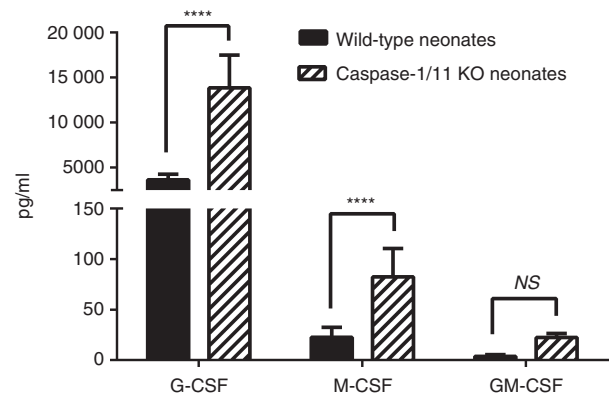 ****
20 000
15 000
10 000
5000
150
100
50
0
pg/ml
Wild-type neonates
Caspase-1/11 KO neonates
****
NS
G-CSF
M-CSF
GM-CSF